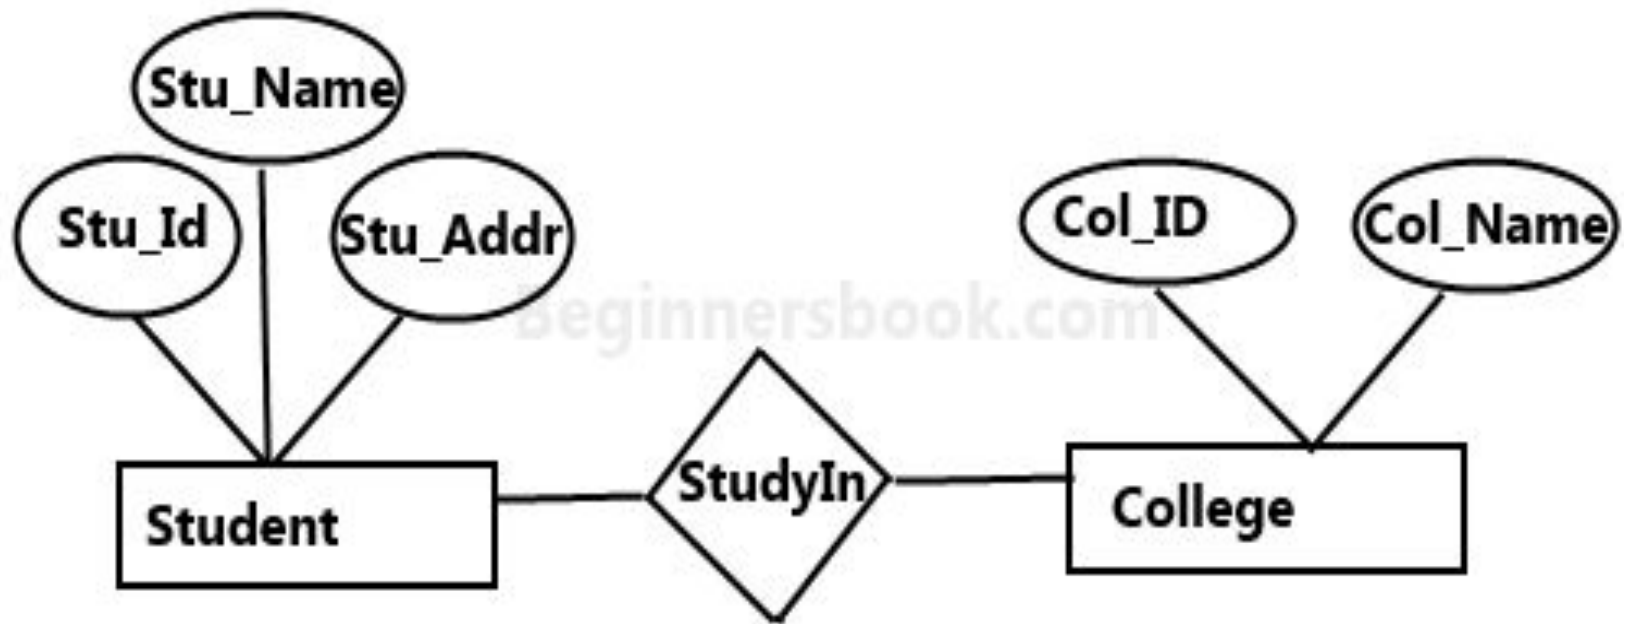 Stu_Name
Stu_Id
Stu_Addr
Col_ID
Col_Name
Beginnersbook.com
StudyIn
Student
College